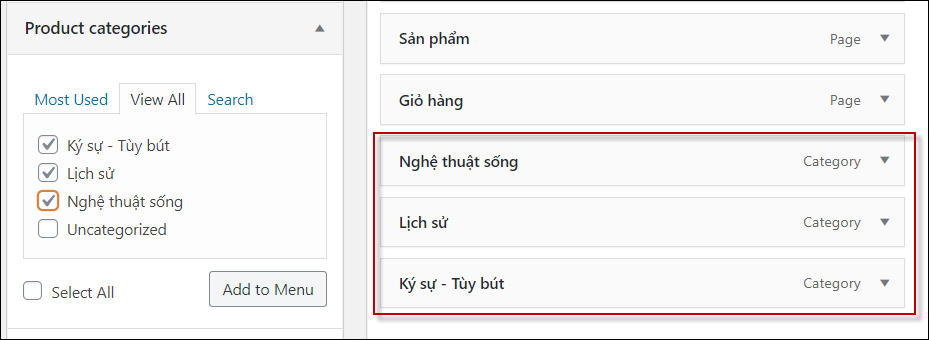 Product categories
Most Used
View All
Search
Ký sự - Tùy bút
Lịch sử
Nghệ thuật sống
Uncategorized
Select All
Add to Menu
Sản phẩm
Page
Giỏ hàng
Page
Nghệ thuật sống
Category
Lịch sử
Category
Ký sự - Tùy bút
Category